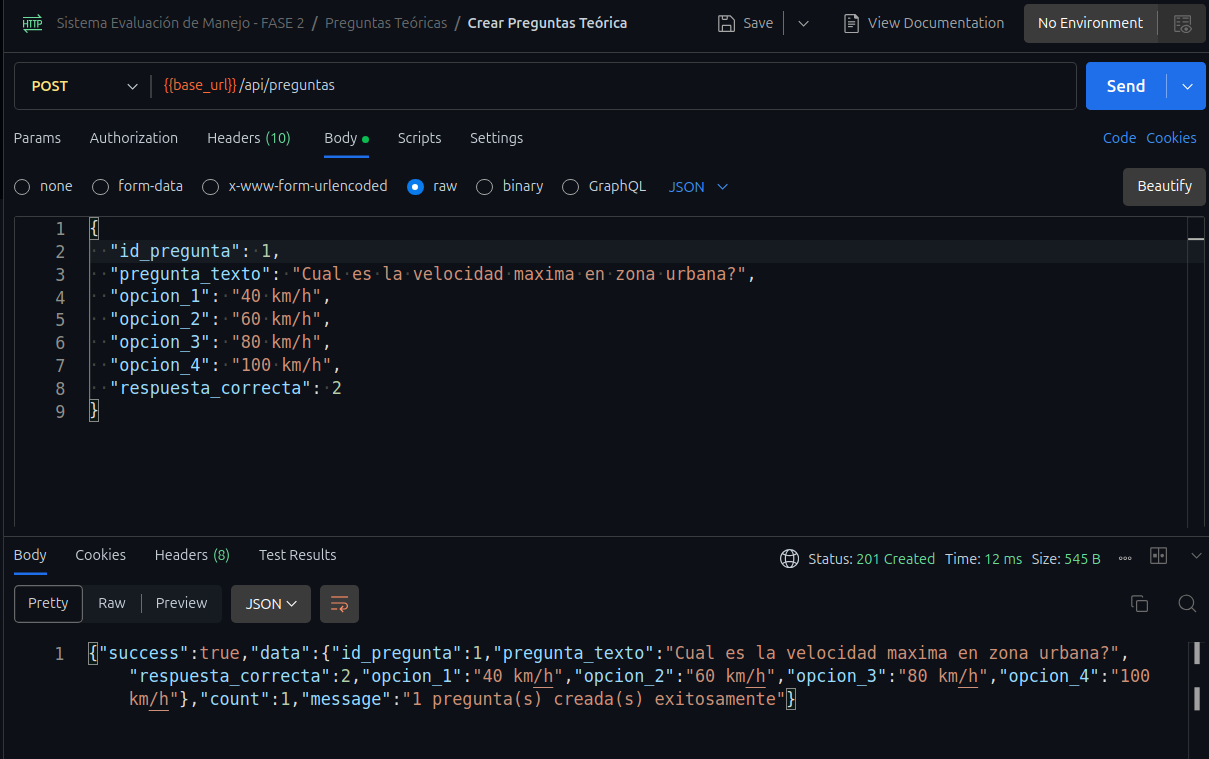 HTTP Sistema Evaluación de Manejo - FASE 2 / Preguntas Teóricas / Crear Preguntas Teórica Save View Documentation No Environment
POST {{base_url}}/api/preguntas Send
Params Authorization Headers (10) Body Scripts Settings Code Cookies
none form-data x-www-form-urlencoded raw binary GraphQL JSON Beautify
1 {
2 "id_pregunta": 1,
3 "pregunta_texto": "Cual es la velocidad maxima en zona urbana?",
4 "opcion_1": "40 km/h",
5 "opcion_2": "60 km/h",
6 "opcion_3": "80 km/h",
7 "opcion_4": "100 km/h",
8 "respuesta_correcta": 2
9 }
Body Cookies Headers (8) Test Results Status: 201 Created Time: 12 ms Size: 545 B
Pretty Raw Preview JSON
1 {"success":true,"data":{"id_pregunta":1,"pregunta_texto":"Cual es la velocidad maxima en zona urbana?",
"respuesta_correcta":2,"opcion_1":"40 km/h","opcion_2":"60 km/h","opcion_3":"80 km/h","opcion_4":"100
km/h"},"count":1,"message":"1 pregunta(s) creada(s) exitosamente"}